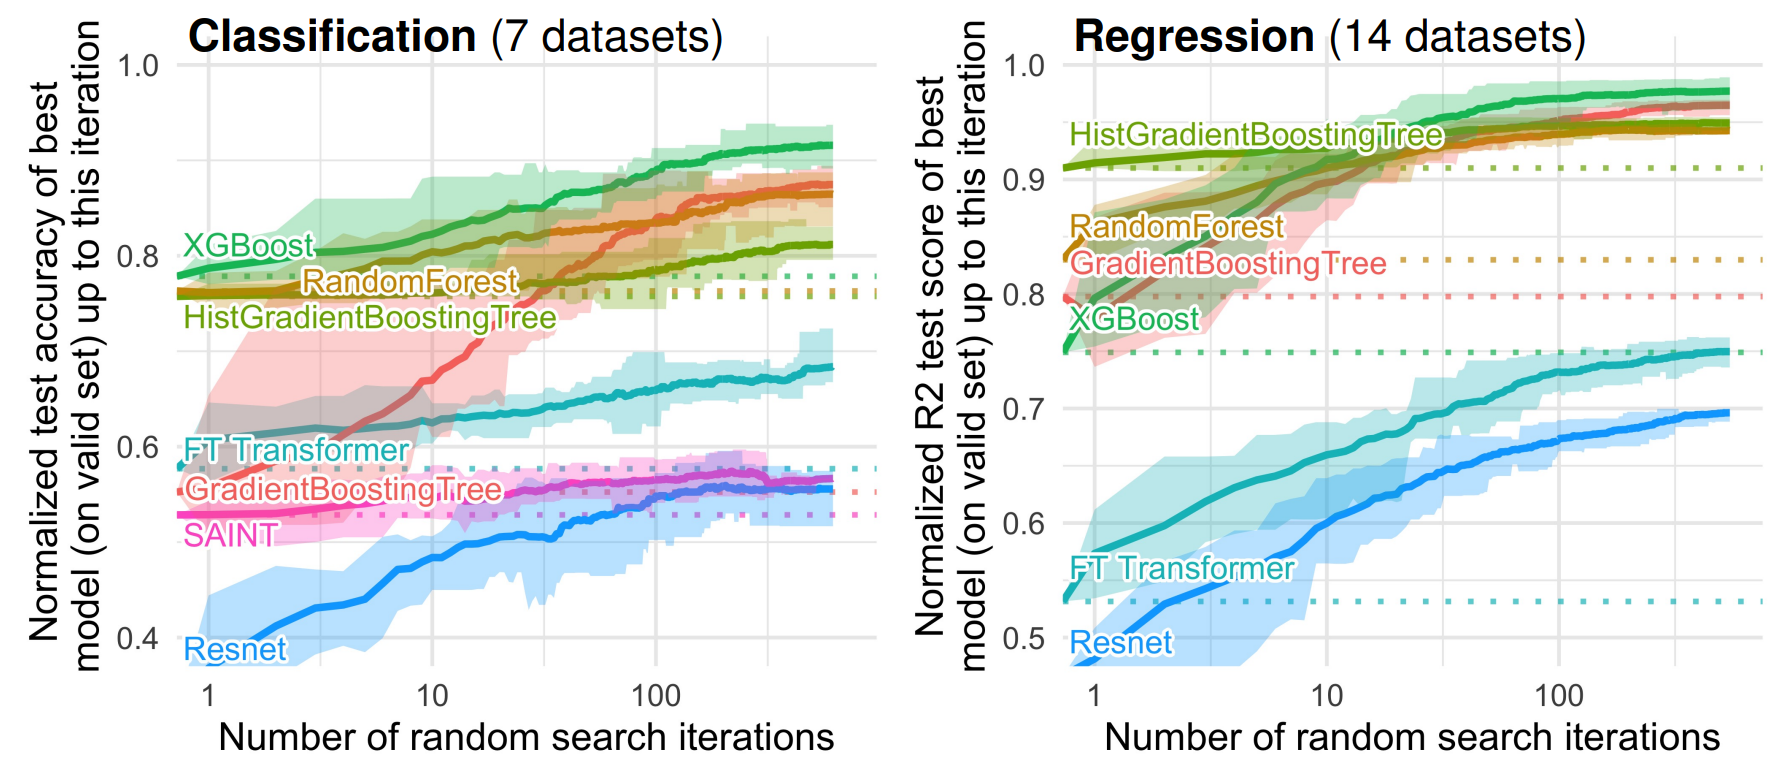 Classification (7 datasets)
Normalized test accuracy of best
model (on valid set) up to this iteration
1.0
0.8
0.6
0.4
XGBoost
RandomForest
HistGradientBoostingTree
FT Transformer
GradientBoostingTree
SAINT
Resnet
1
10
100
Number of random search iterations
Regression (14 datasets)
Normalized R2 test score of best
model (on valid set) up to this iteration
1.0
0.9
0.8
0.7
0.6
0.5
HistGradientBoostingTree
RandomForest
GradientBoostingTree
XGBoost
FT Transformer
Resnet
1
10
100
Number of random search iterations